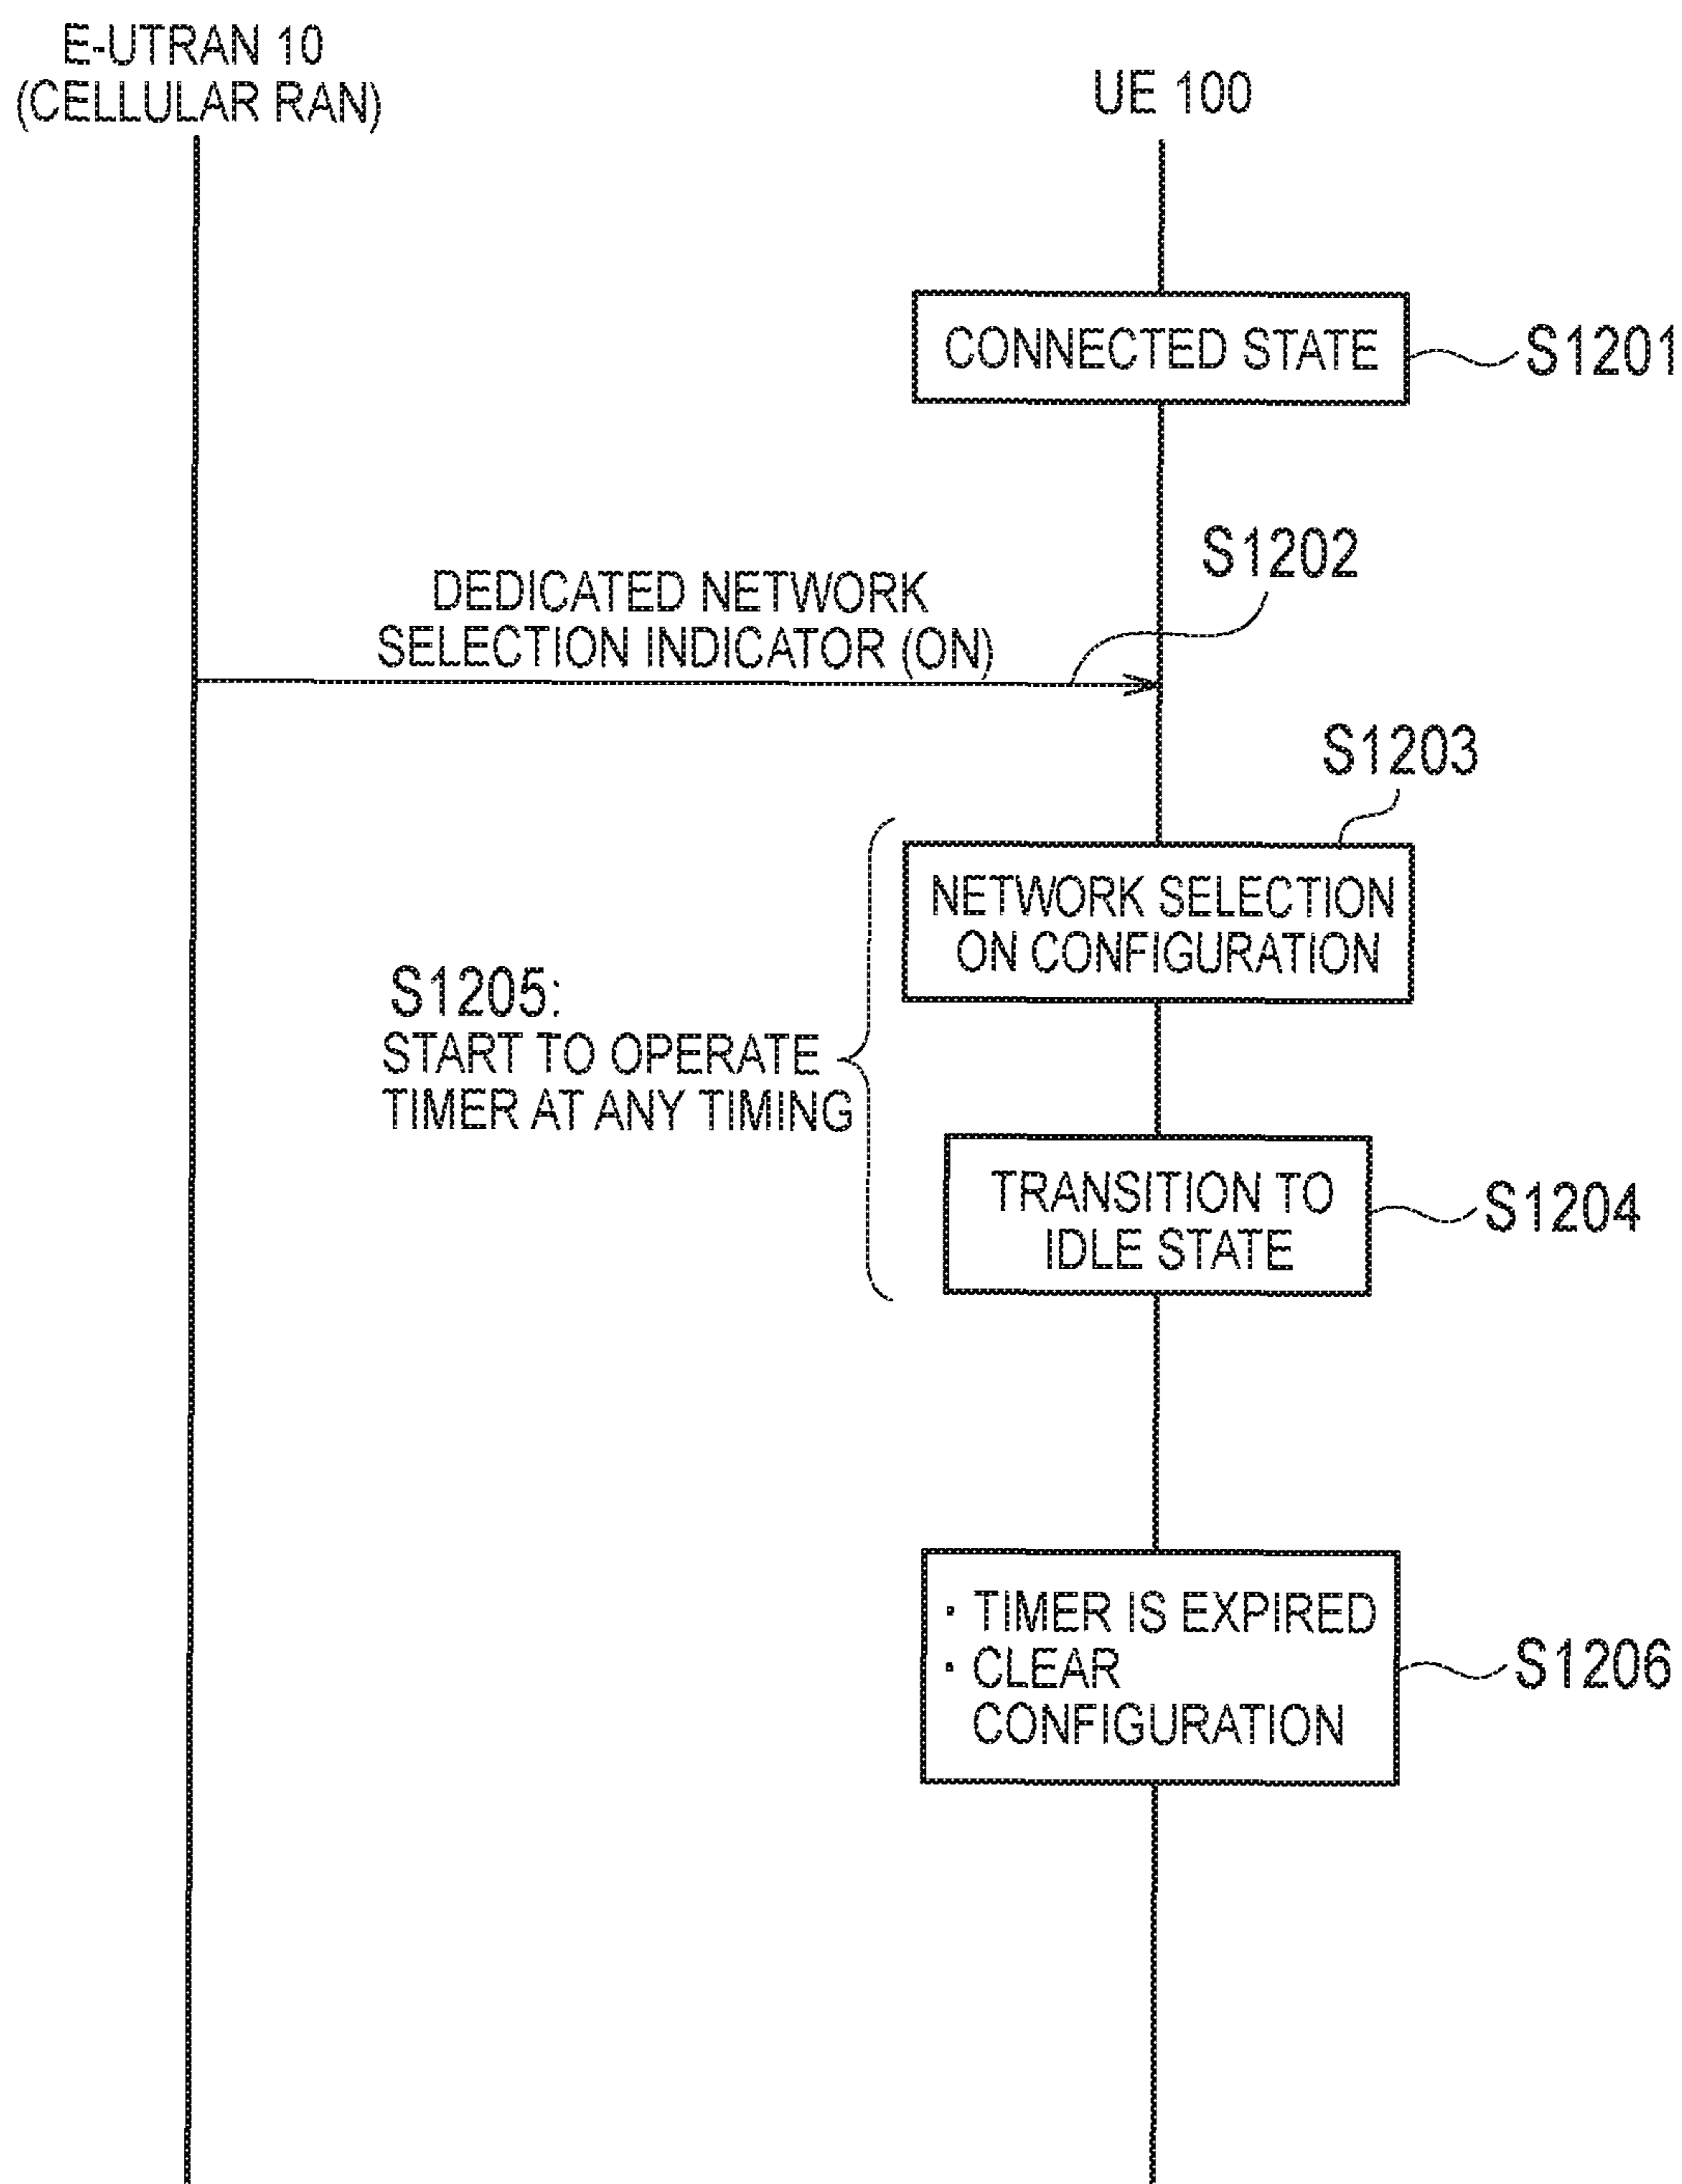 E-UTRAN 10
(CELLULAR RAN)
UE 100
CONNECTED STATE
S1201
S1202
DEDICATED NETWORK
SELECTION INDICATOR (ON)
S1203
NETWORK SELECTION
ON CONFIGURATION
S1205:
START TO OPERATE
TIMER AT ANY TIMING
TRANSITION TO
IDLE STATE
S1204
· TIMER IS EXPIRED
· CLEAR
CONFIGURATION
S1206